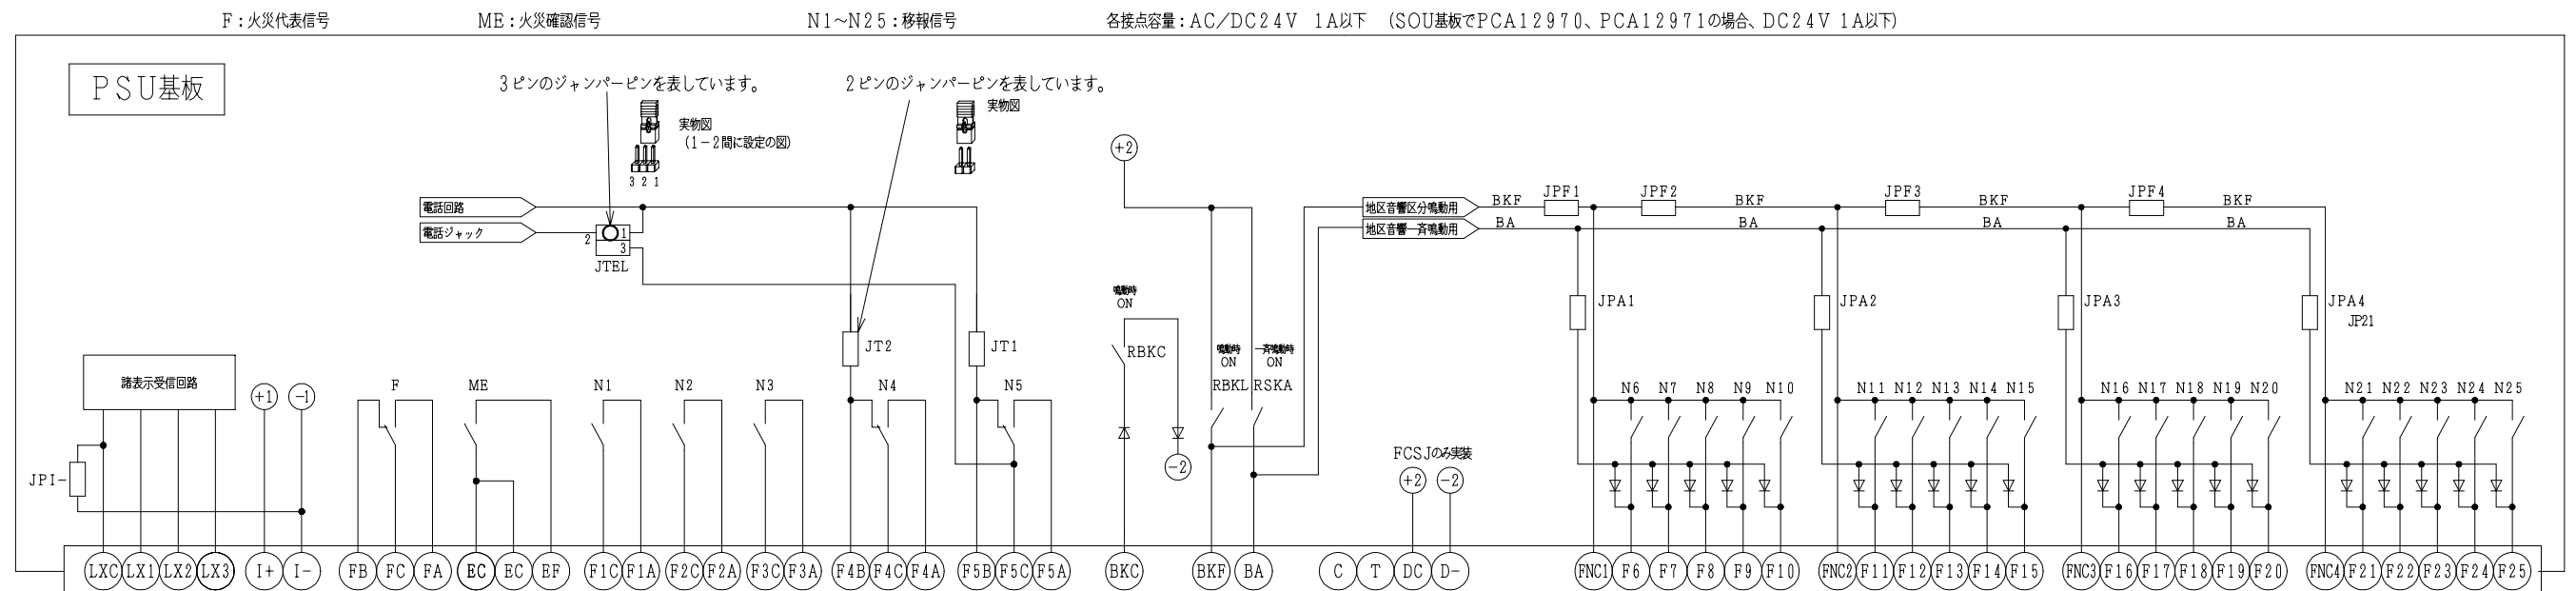 F：火災代表信号　ME：火災確認信号　N1～N25：移報信号　各接点容量：AC／DC24V　1A以下　（SOU基板でPCA12970、PCA12971の場合、DC24V 1A以下）
PSU基板
3ピンのジャンパーピンを表しています。　2ピンのジャンパーピンを表しています。
実物図
（1－2間に設定の図）
3 2 1
実物図
+2
電話回路
電話ジャック
2 1
3
JTEL
地区音響区分鳴動用
地区音響一斉鳴動用
BKF JPF1 JPF2 BKF JPF3 BKF JPF4 BKF
BA BA BA BA
JPA1 JPA2 JPA3 JPA4
JP21
鳴動時
ON
RBKC
JT2 JT1
鳴動時
ON
RBKL
一斉鳴動時
ON
RSKA
諸表示受信回路
+1 -1
F ME N1 N2 N3 N4 N5
N6 N7 N8 N9 N10 N11 N12 N13 N14 N15 N16 N17 N18 N19 N20 N21 N22 N23 N24 N25
JPI-
-2
FCSJのみ実装
+2 -2
LXC LX1 LX2 LX3 I+ I- FB FC FA EC EC EF F1C F1A F2C F2A F3C F3A F4B F4C F4A F5B F5C F5A BKC BKF BA C T DC D- FNC1 F6 F7 F8 F9 F10 FNC2 F11 F12 F13 F14 F15 FNC3 F16 F17 F18 F19 F20 FNC4 F21 F22 F23 F24 F25